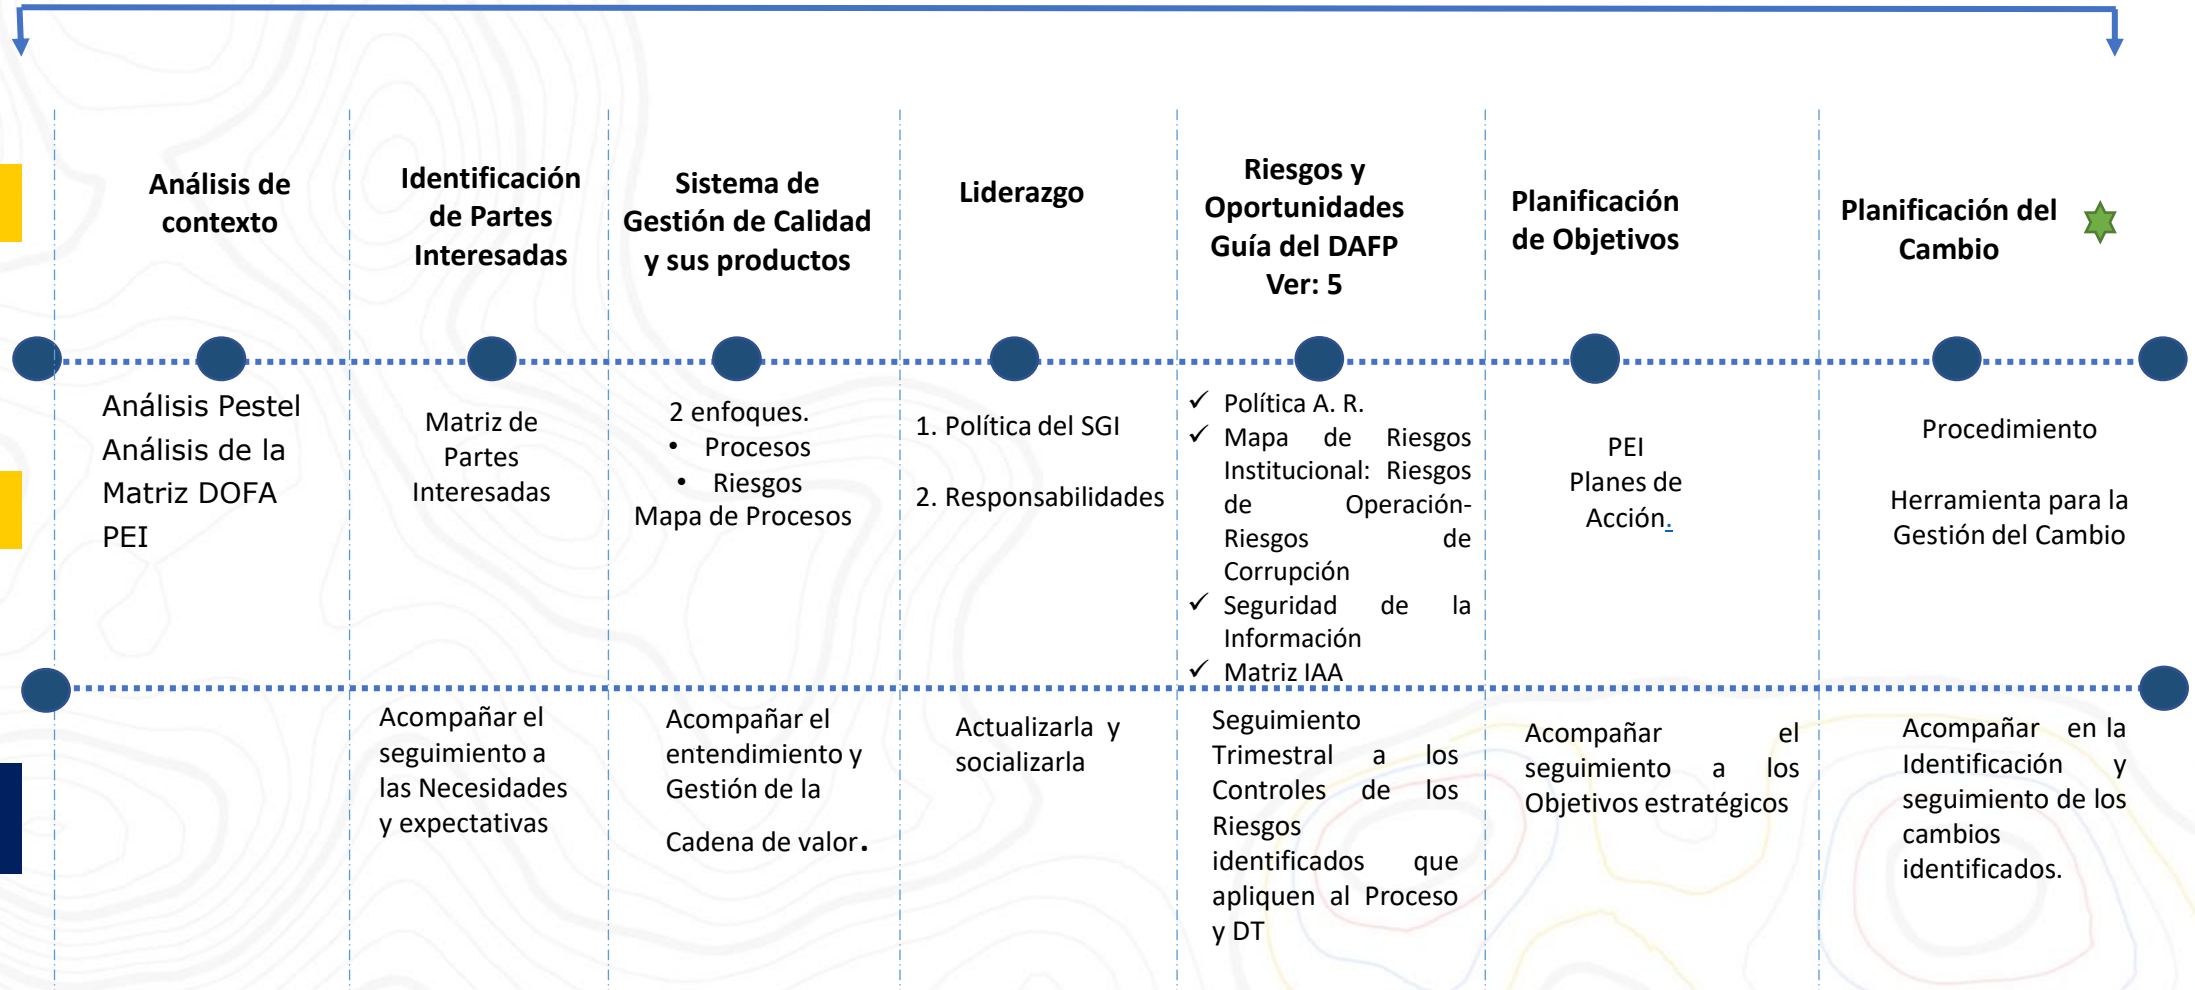 Análisis de
contexto
Identificación
de Partes
Interesadas
Sistema de
Gestión de Calidad
y sus productos
Liderazgo
Riesgos y
Oportunidades
Guía del DAFP
Ver: 5
Planificación
de Objetivos
Planificación del
Cambio
Análisis Pestel
Análisis de la
Matriz DOFA
PEI
Matriz de
Partes
Interesadas
2 enfoques.
• Procesos
• Riesgos
Mapa de Procesos
1. Política del SGI
2. Responsabilidades
✓ Política A. R.
✓ Mapa de Riesgos
Institucional: Riesgos
de Operación-
Riesgos de
Corrupción
✓ Seguridad de la
Información
✓ Matriz IAA
PEI
Planes de
Acción.
Procedimiento
Herramienta para la
Gestión del Cambio
Acompañar el
seguimiento a
las Necesidades
y expectativas
Acompañar el
entendimiento y
Gestión de la
Cadena de valor.
Actualizarla y
socializarla
Seguimiento
Trimestral a los
Controles de los
Riesgos
identificados que
apliquen al Proceso
y DT
Acompañar el
seguimiento a los
Objetivos estratégicos
Acompañar en la
Identificación y
seguimiento de los
cambios
identificados.